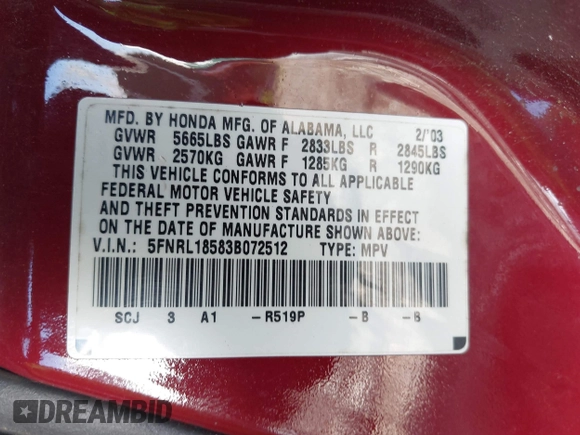 MFD. BY HONDA MFG. OF ALABAMA, LLC 2/'03
GVWR 5665LBS GAWR F 2833LBS R 2845LBS
GVWR 2570KG GAWR F 1285KG R 1290KG
THIS VEHICLE CONFORMS TO ALL APPLICABLE
FEDERAL MOTOR VEHICLE SAFETY
AND THEFT PREVENTION STANDARDS IN EFFECT
ON THE DATE OF MANUFACTURE SHOWN ABOVE:
V.I.N.: 5FNRL18583B072512 TYPE: MPV
SCJ 3 A1 -R519P -B -B
DREAMBID